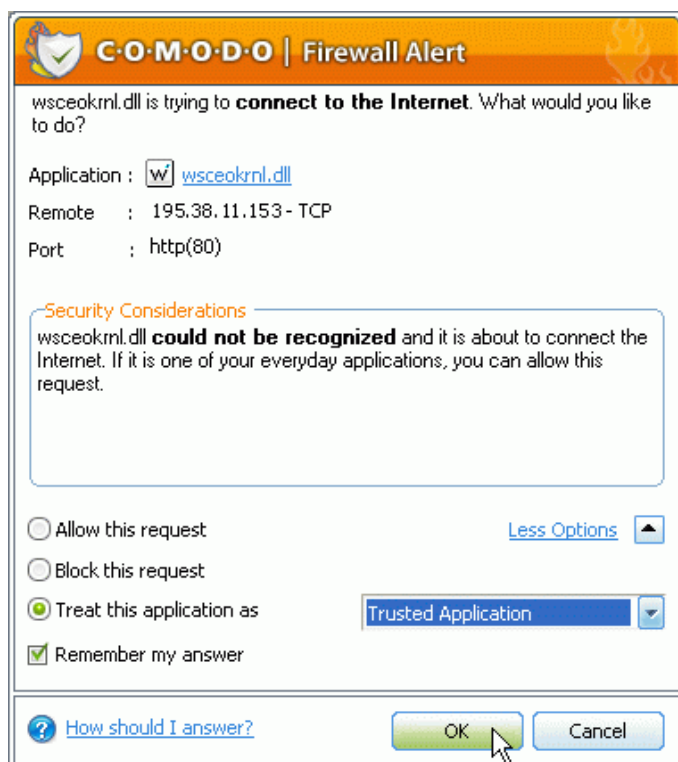 C·O·M·O·D·O | Firewall Alert
wsceokrnl.dll is trying to connect to the Internet. What would you like
to do?
Application : wsceokrnl.dll
Remote : 195.38.11.153 - TCP
Port : http(80)
Security Considerations
wsceokrnl.dll could not be recognized and it is about to connect the
Internet. If it is one of your everyday applications, you can allow this
request.
Allow this request Less Options
Block this request
Treat this application as Trusted Application
Remember my answer
How should I answer? OK Cancel